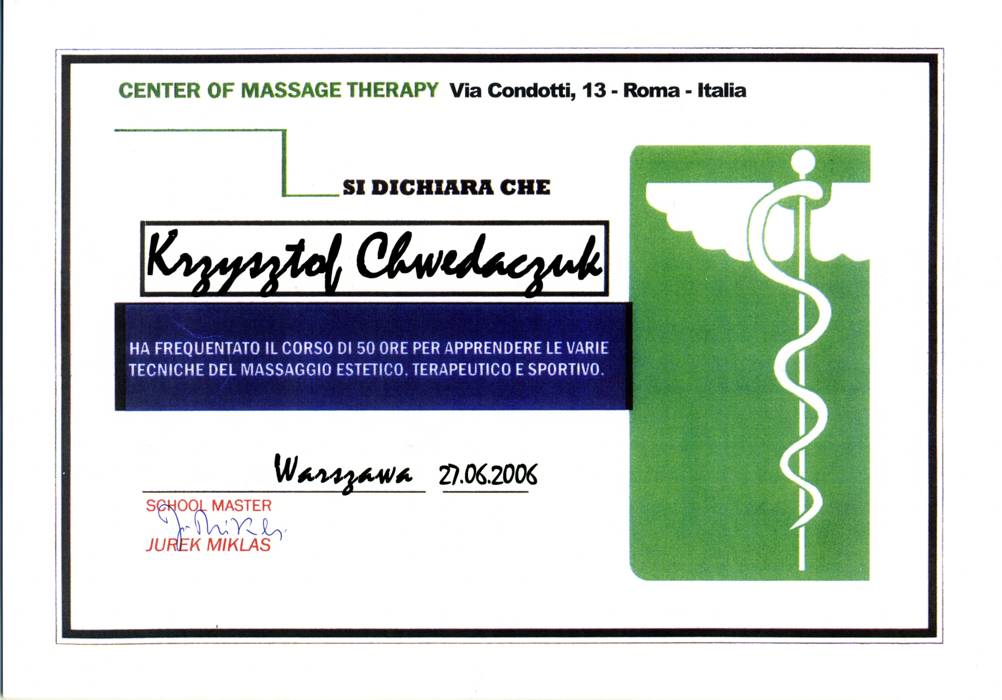 CENTER OF MASSAGE THERAPY Via Condotti, 13 - Roma - Italia
SI DICHIARA CHE
Krzysztof Chwedaczuk
HA FREQUENTATO IL CORSO DI 50 ORE PER APPRENDERE LE VARIE
TECNICHE DEL MASSAGGIO ESTETICO, TERAPEUTICO E SPORTIVO.
Warszawa 27.06.2006
SCHOOL MASTER
JUREK MIKLAS